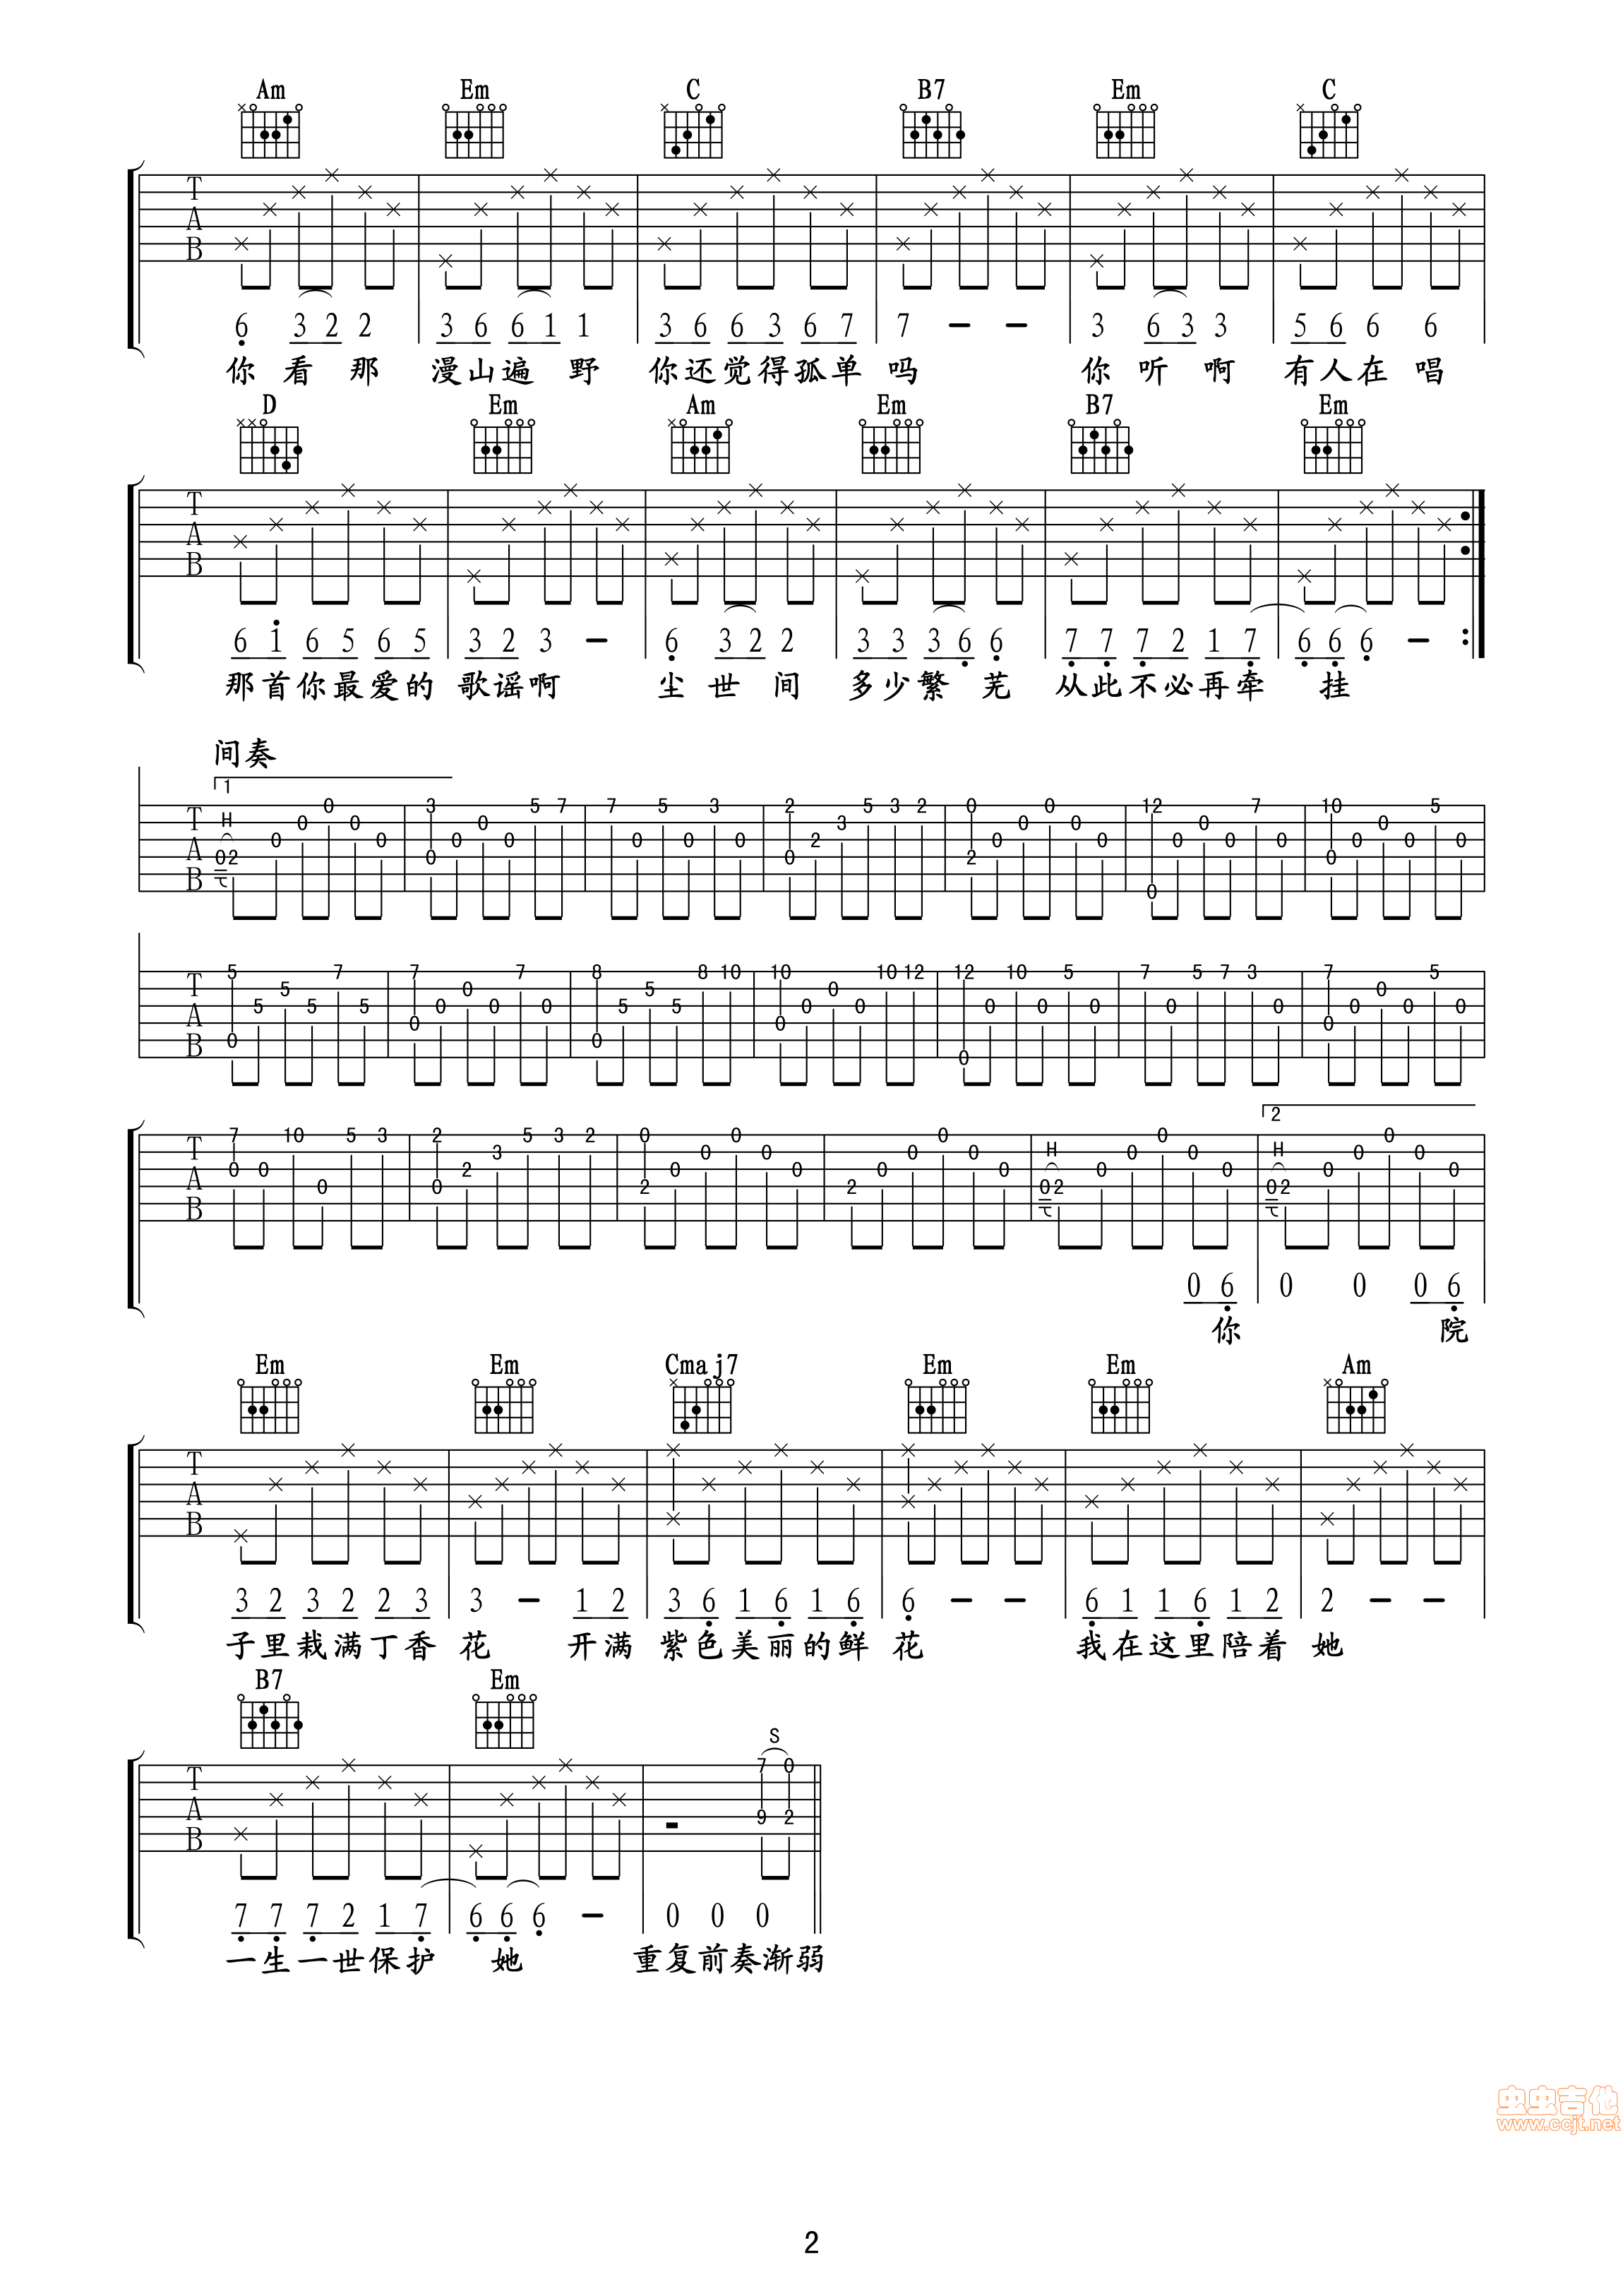 Am Em C B7 Em C
T A B
6 3 2 2 3 6 6 1 1 3 6 6 3 6 7 7 - - 3 6 3 3 5 6 6 6
你 看 那 漫山遍 野 你还觉得孤单 吗 你 听 啊 有人在 唱
D Em Am Em B7 Em
T A B
6 1 6 5 6 5 3 2 3 - 6 3 2 2 3 3 3 6 6 7 7 7 2 1 7 6 6 6 -
那首你最爱的 歌谣啊 尘 世 间 多少繁 芜 从此不必再牵 挂
间奏
1
H
T A B
02 0 0 0 0 0 3 0 0 0 0 5 7 7 0 5 0 3 0 2 0 2 3 5 3 2 0 2 0 0 0 0 0 12 0 0 0 0 7 0 10 0 0 0 0 5 0
T A B
5 0 5 5 5 7 5 7 0 0 0 0 7 0 8 0 5 5 5 8 10 10 0 0 0 0 10 12 12 0 0 10 0 5 0 7 0 5 7 3 0 7 0 0 0 0 5 0
2
H H
T A B
7 0 0 10 0 5 3 2 0 2 3 5 3 2 0 2 0 0 0 0 0 2 0 0 0 0 0 02 0 0 0 0 0 02 0 0 0 0 0
0 6 0 0 0 6
你 院
Em Em Cmaj7 Em Em Am
T A B
3 2 3 2 2 3 3 - 1 2 3 6 1 6 1 6 6 - - 6 1 1 6 1 2 2 - -
子里栽满丁香 花 开满 紫色美丽的鲜 花 我在这里陪着 她
B7 Em
S
T A B
7 0 9 2
7 7 7 2 1 7 6 6 6 - 0 0 0
一生一世保护 她 重复前奏渐弱
虫虫吉他
www.ccjt.net
2